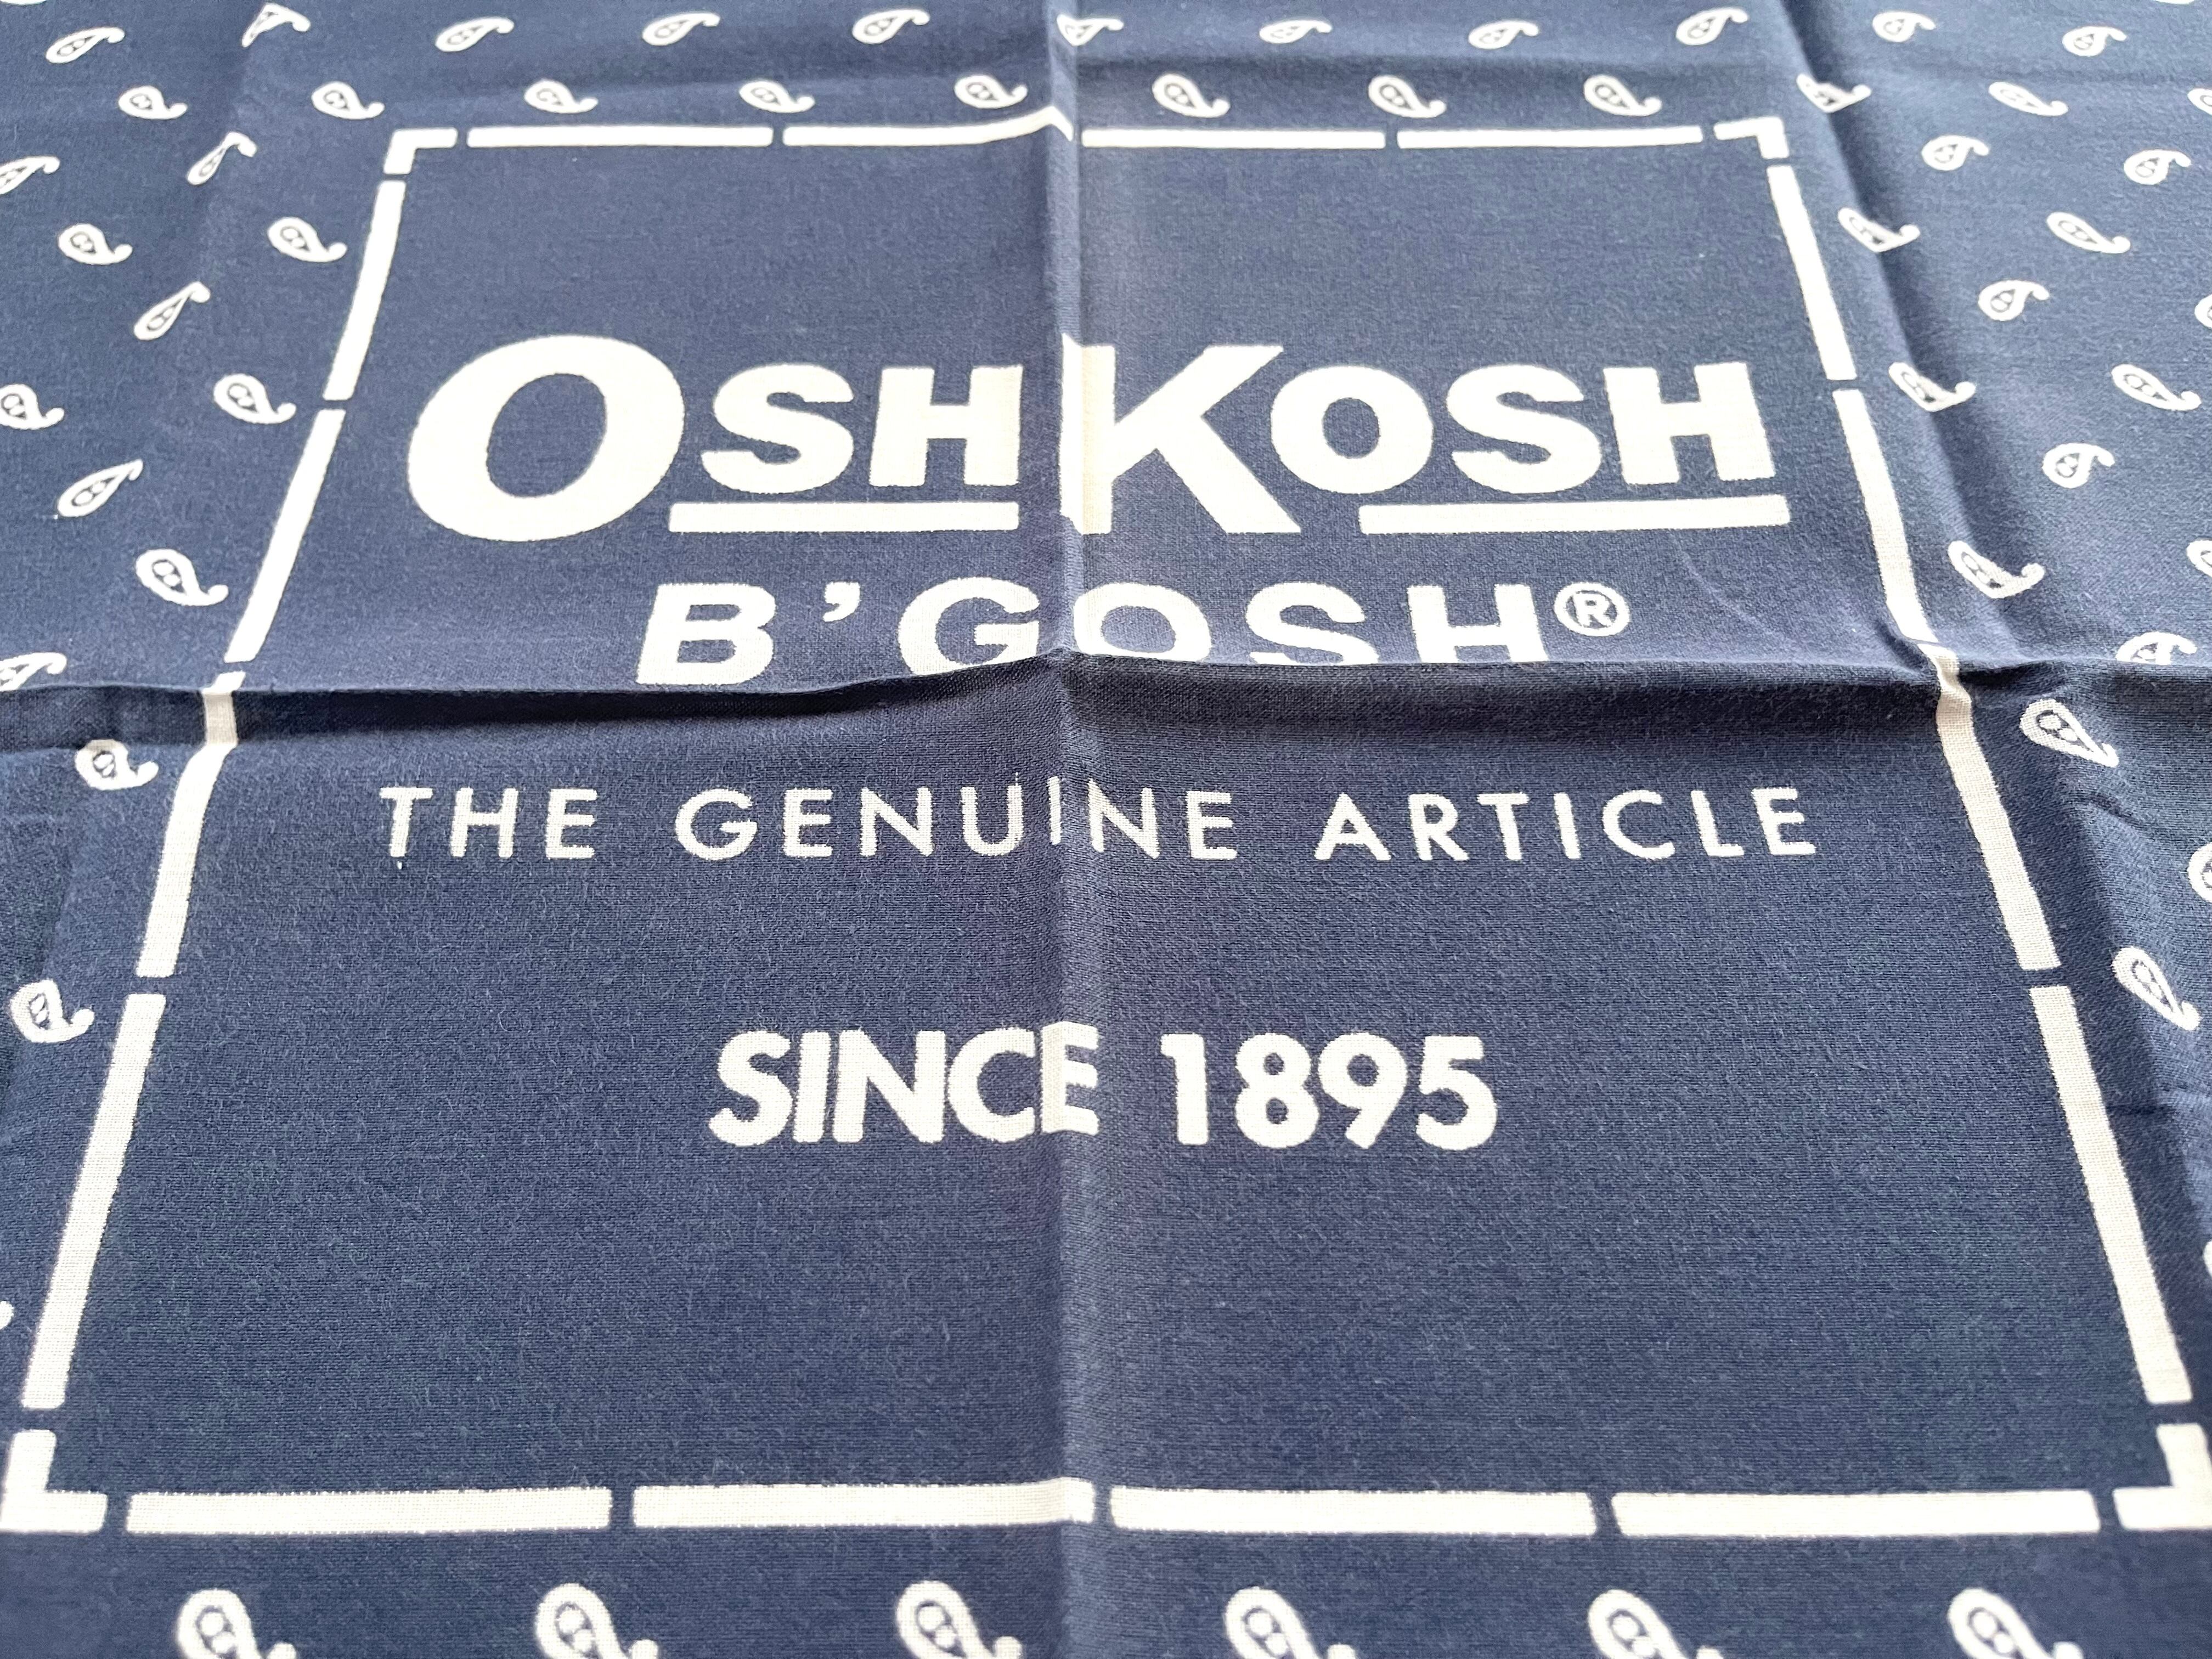 OSHKOSH
B'GOSH®
THE GENUINE ARTICLE
SINCE 1895